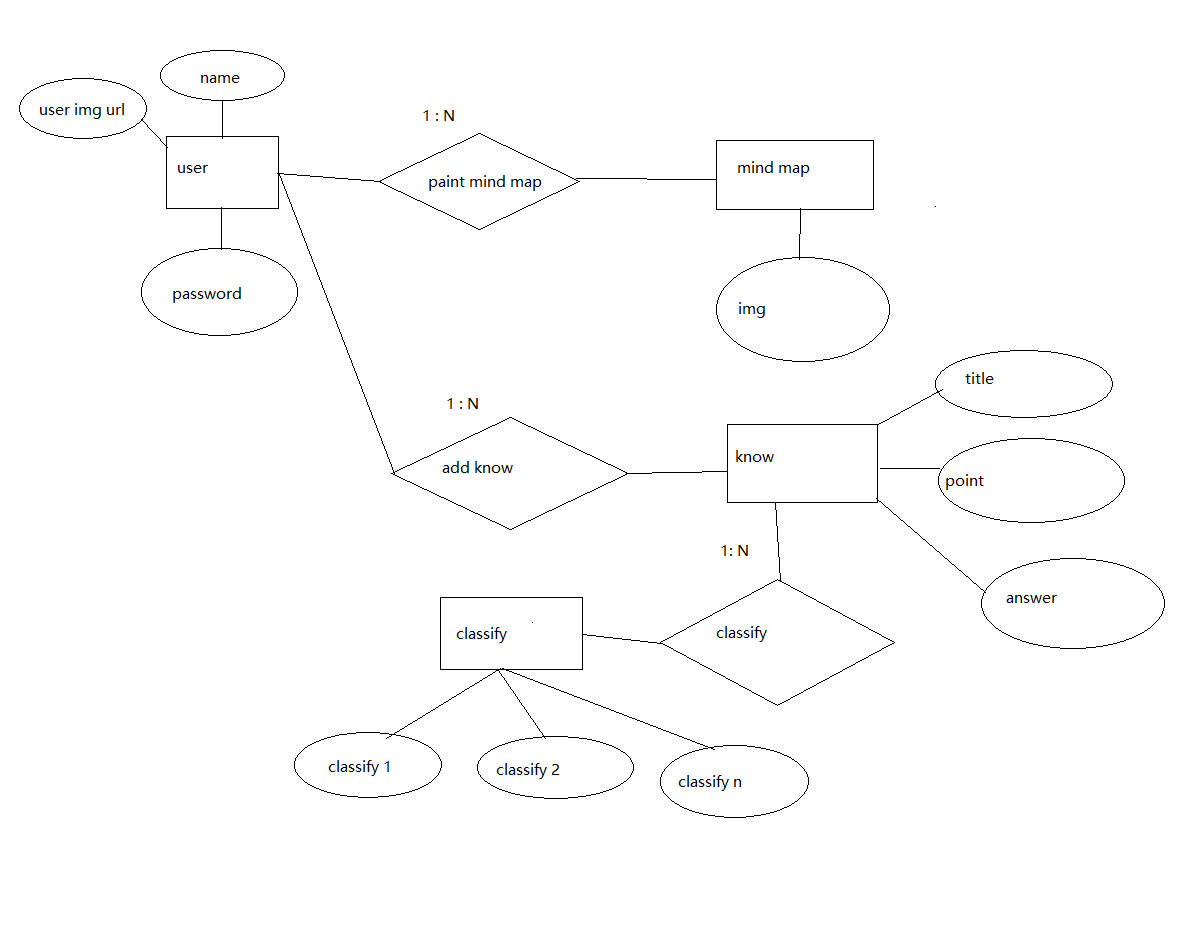 name
user img url
1 : N
user
paint mind map
mind map
password
img
title
1 : N
know
add know
point
1: N
answer
classify
classify
classify 1
classify 2
classify n